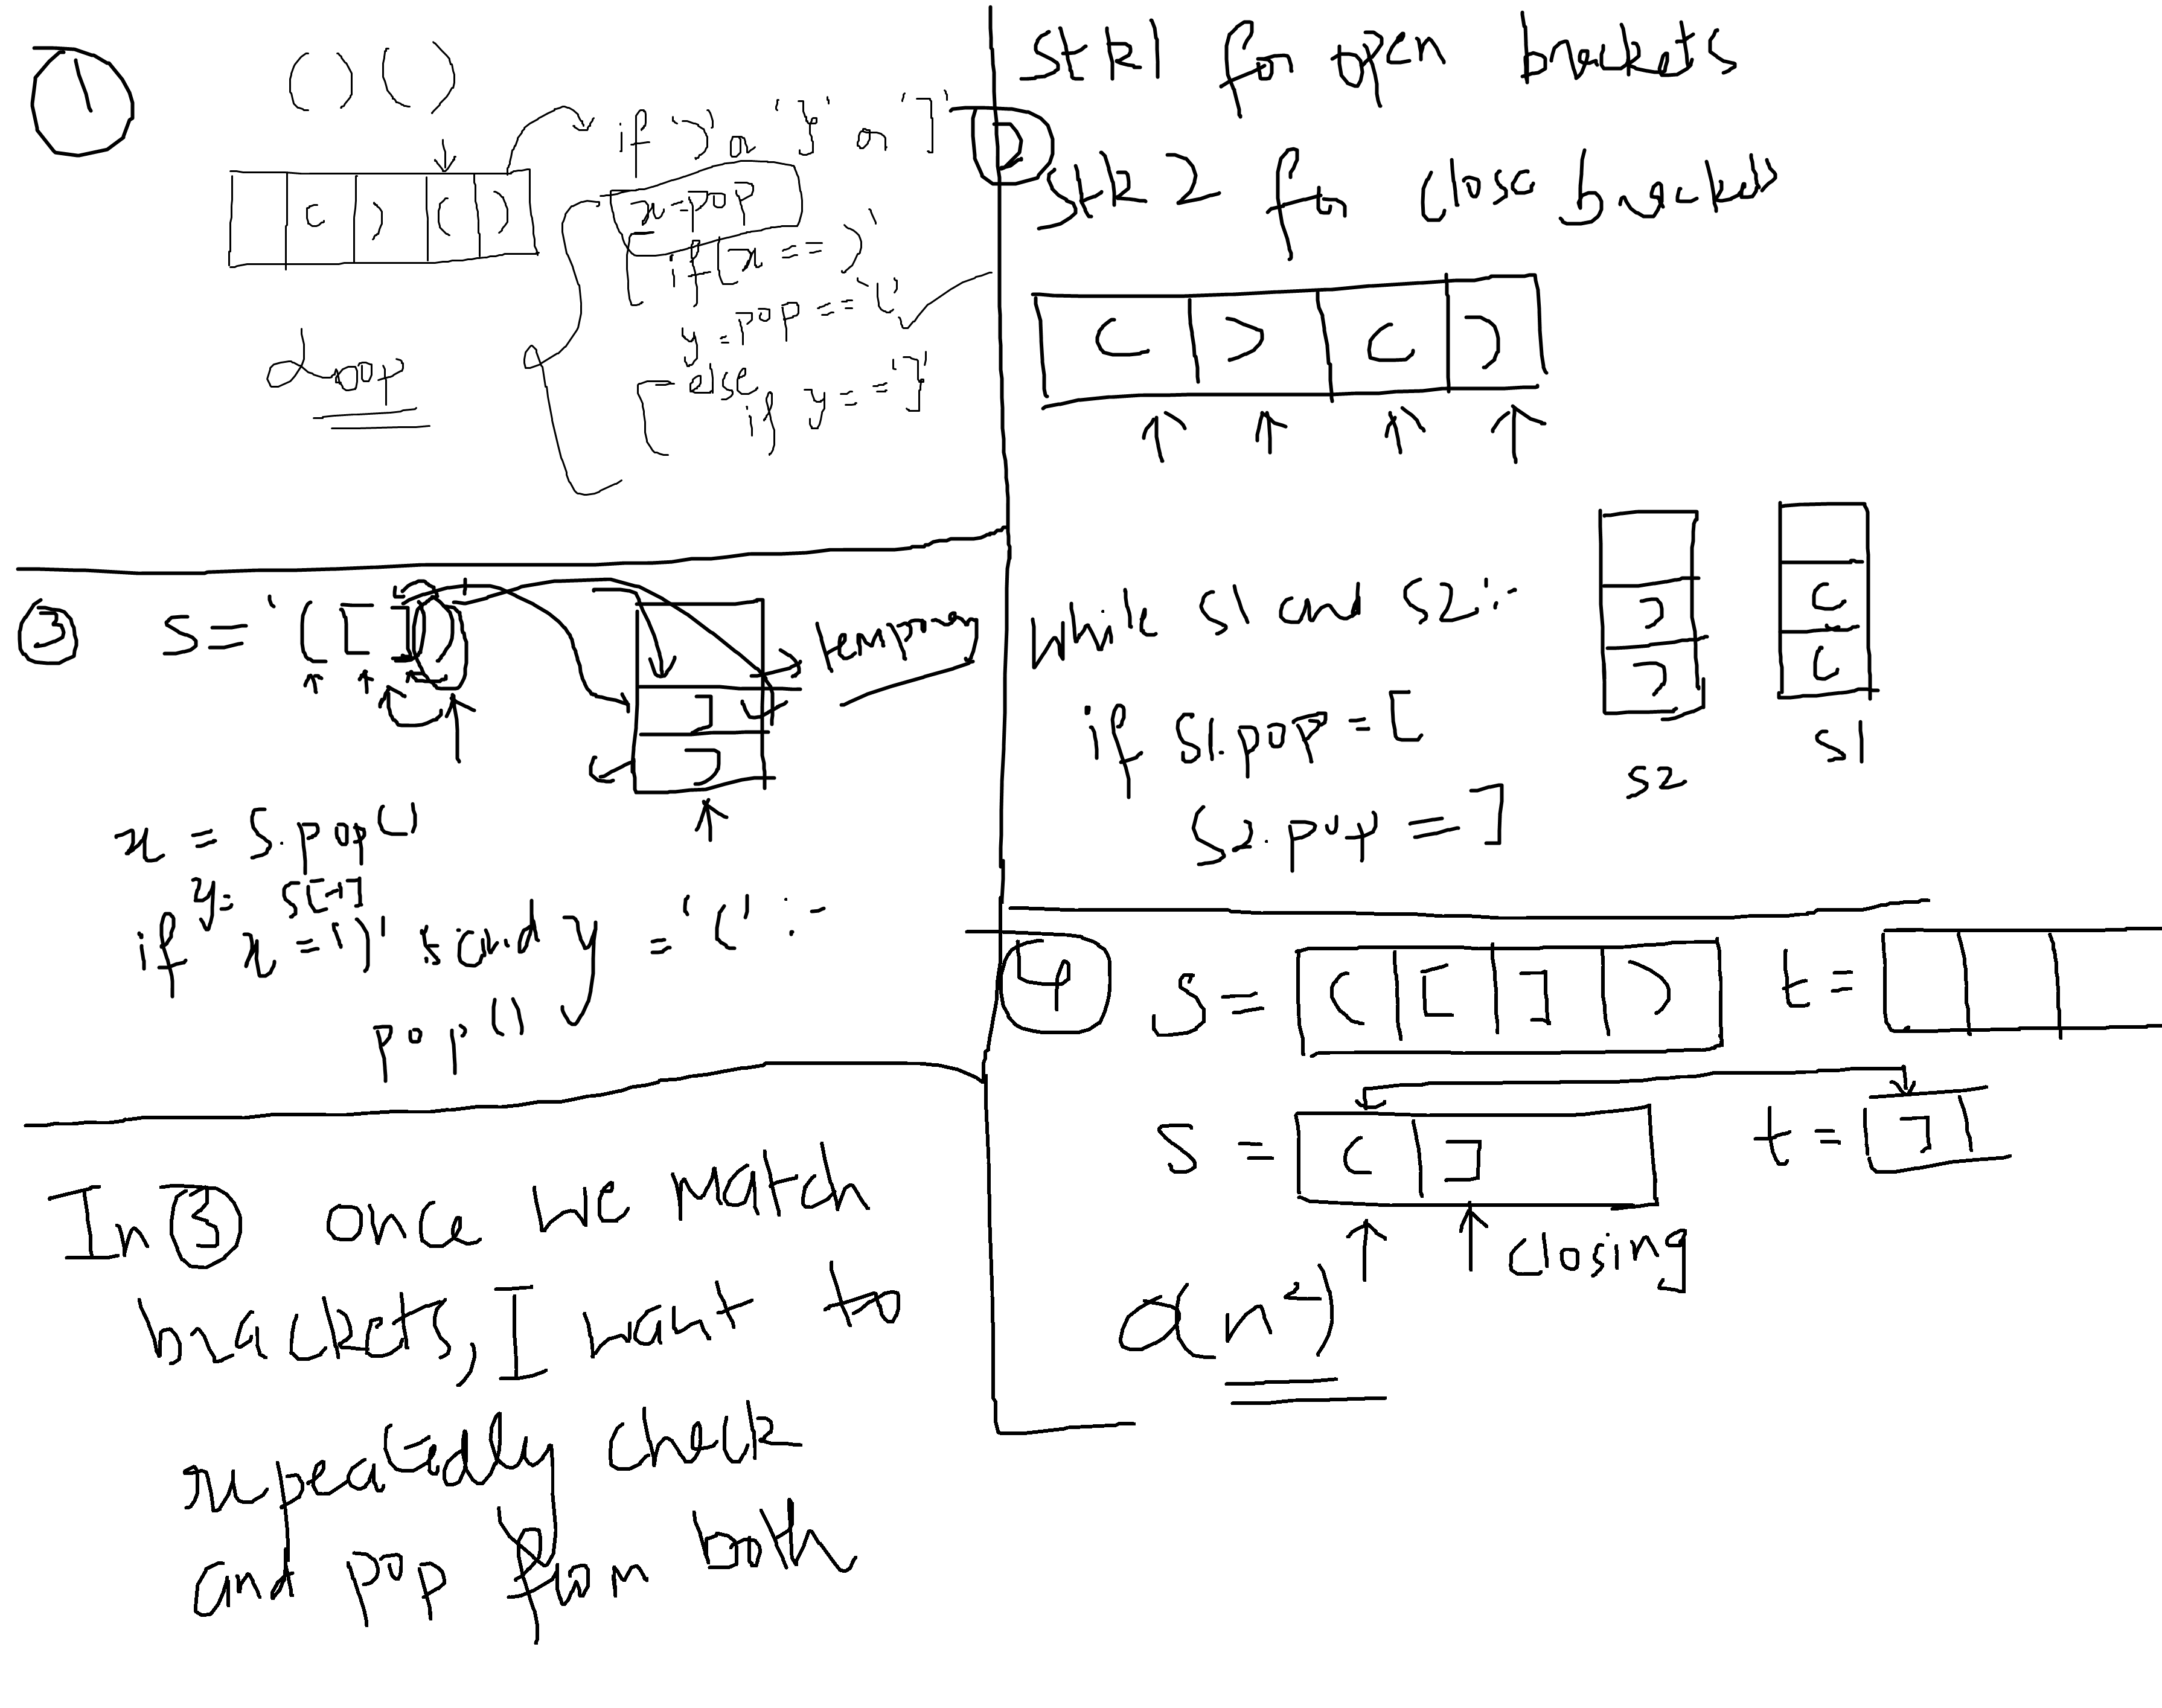 1
( ) ( )
if ')' or '}' or ']'
x = pop
( ) ( )
if (x == ')'
y = pop == '('
else
if y == ']'
Loop
stk1 for open brackets
2
stk2 for close brackets
( ) ( )
while S1 and S2:-
) (
) (
if S1.pop = [
S1
S2
S2.pop = ]
3
S = '([])'
temporary
]
)
x = S.pop()
y = S[-1]
if x = ')' and y = '(' :-
pop()
4
S = ( [ ] )
t =
S = ( ]
t = ]
closing
O(n²)
In 3 once we match
brackets, I want to
repeatedly check
and pop from both